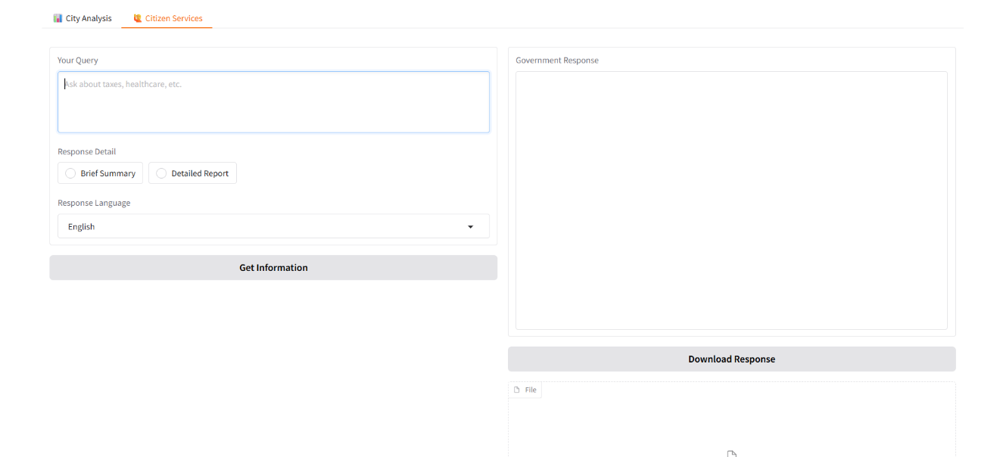 City Analysis
Citizen Services
Your Query
Ask about taxes, healthcare, etc.
Response Detail
Brief Summary
Detailed Report
Response Language
English
Get Information
Government Response
Download Response
File